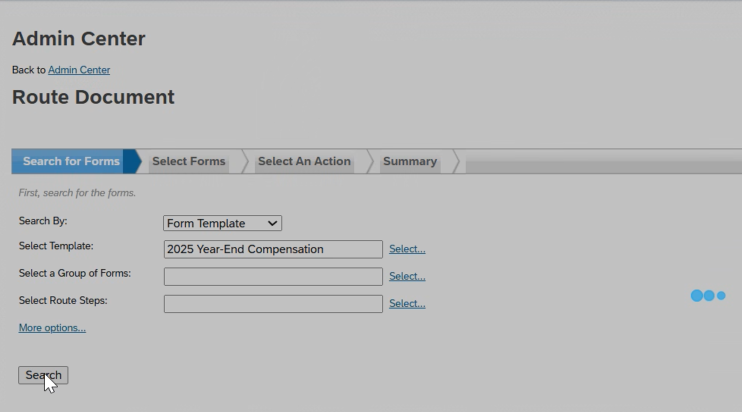 Admin Center
Back to Admin Center
Route Document
Search for Forms Select Forms Select An Action Summary
First, search for the forms.
Search By: Form Template
Select Template: 2025 Year-End Compensation Select...
Select a Group of Forms: Select...
Select Route Steps: Select...
More options...
Search